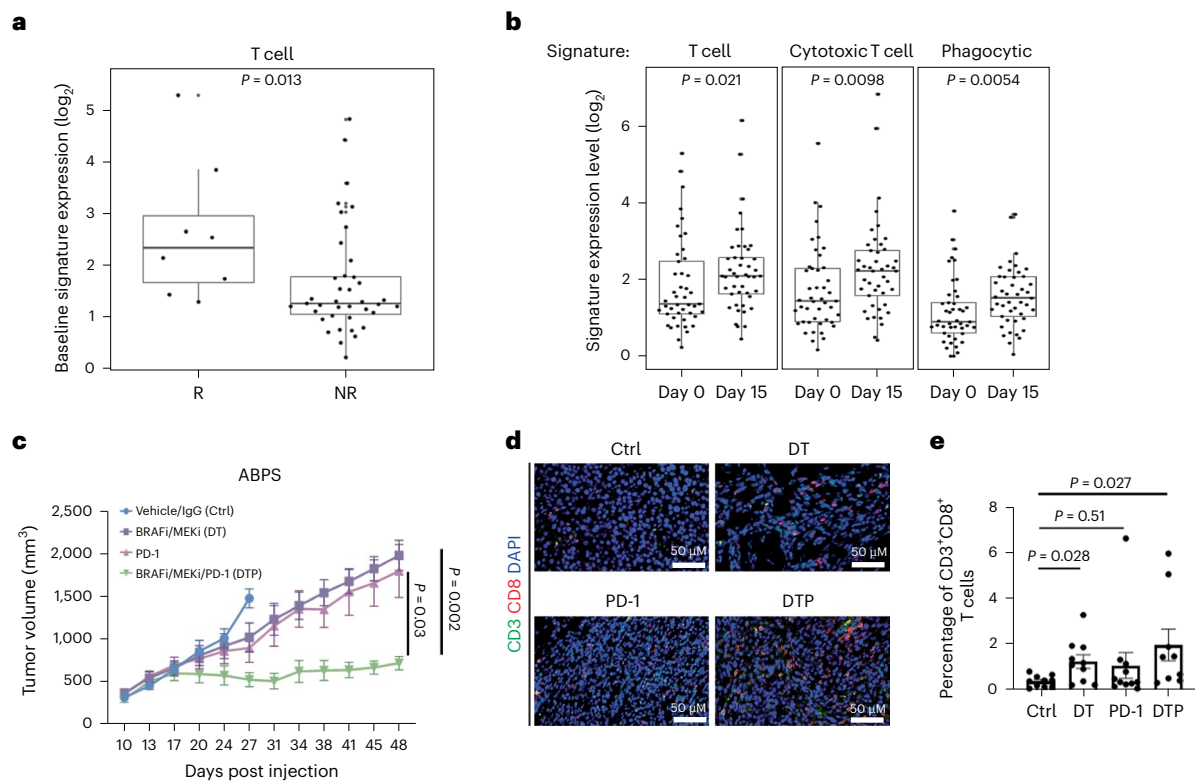 a
T cell
P = 0.013
Baseline signature expression (log2)
5
4
3
2
1
0
R NR
b
Signature: T cell Cytotoxic T cell Phagocytic
P = 0.021 P = 0.0098 P = 0.0054
Signature expression level (log2)
6
4
2
0
Day 0 Day 15 Day 0 Day 15 Day 0 Day 15
c
ABPS
Vehicle/IgG (Ctrl)
BRAFi/MEKi (DT)
PD-1
BRAFi/MEKi/PD-1 (DTP)
Tumor volume (mm3)
2,500
2,000
1,500
1,000
500
0
P = 0.03
P = 0.002
10 13 17 20 24 27 31 34 38 41 45 48
Days post injection
d
Ctrl DT
50 µM 50 µM
PD-1 DTP
50 µM 50 µM
CD3 CD8 DAPI
e
P = 0.027
P = 0.51
P = 0.028
Percentage of CD3+CD8+
T cells
8
6
4
2
0
Ctrl DT PD-1 DTP